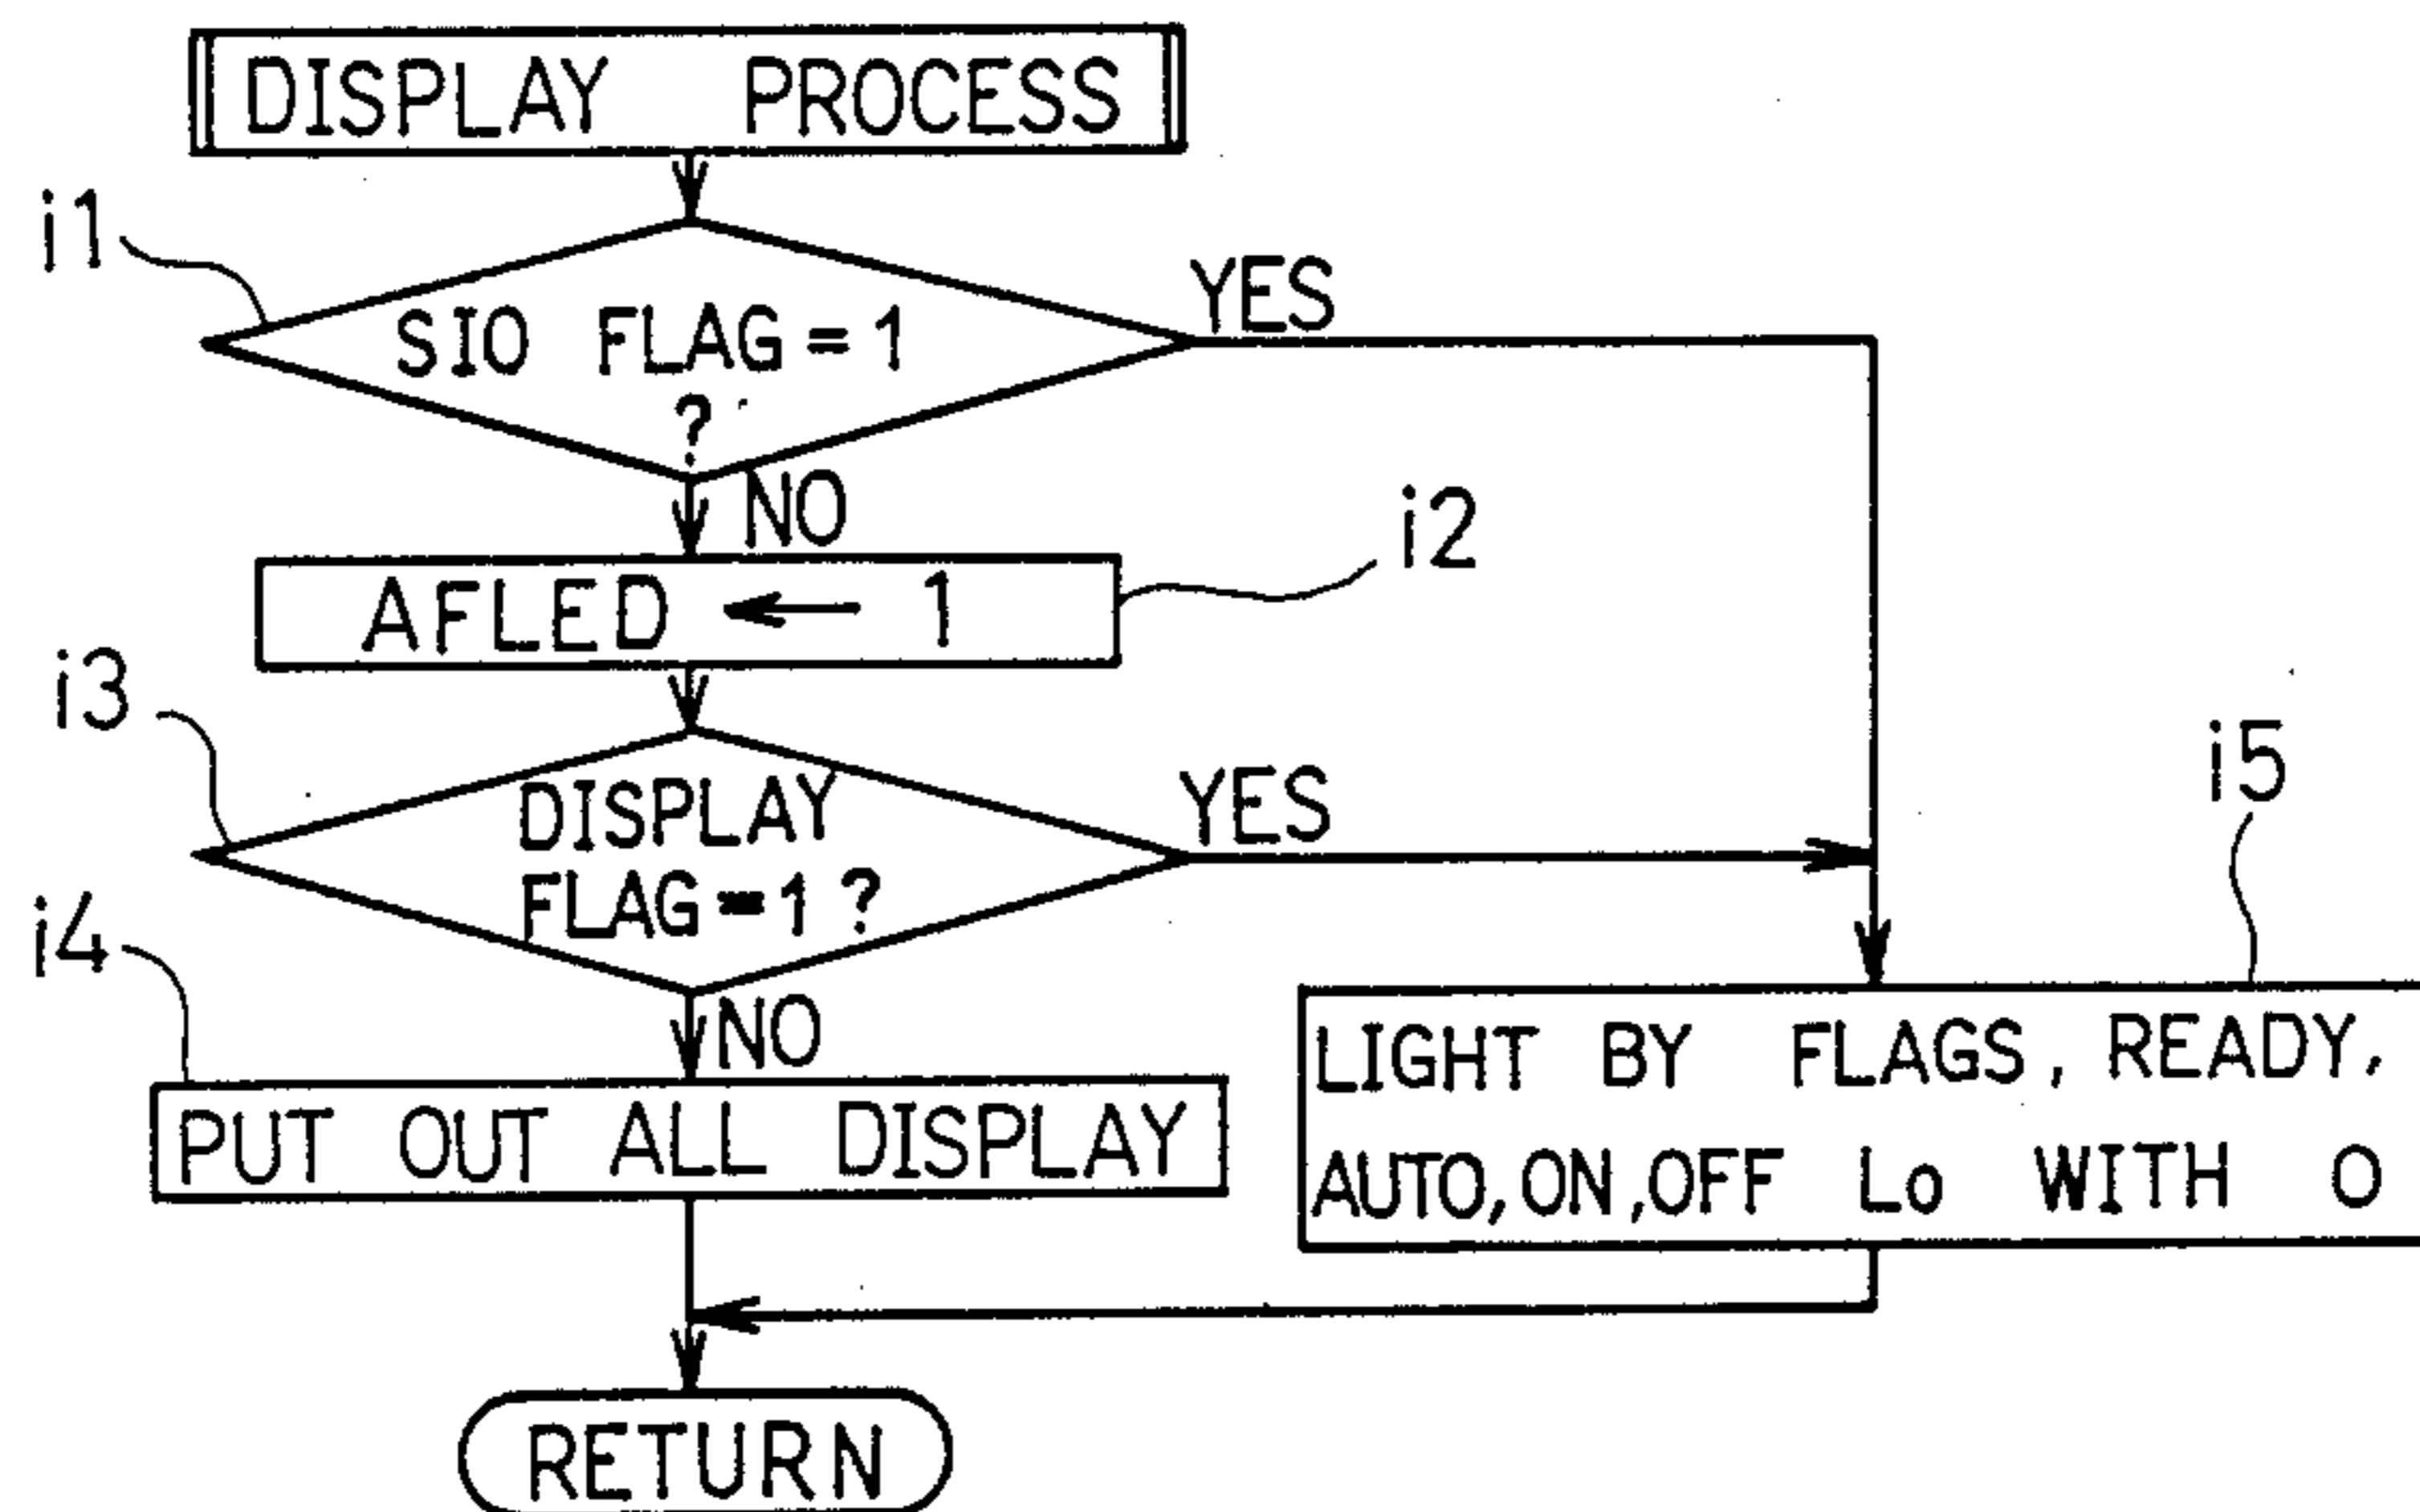 DISPLAY PROCESS
i1
SIO FLAG=1
?
YES
NO
i2
AFLED ← 1
i3
DISPLAY
FLAG=1?
YES
NO
i4
PUT OUT ALL DISPLAY
i5
LIGHT BY FLAGS, READY,
AUTO,ON,OFF Lo WITH O
RETURN